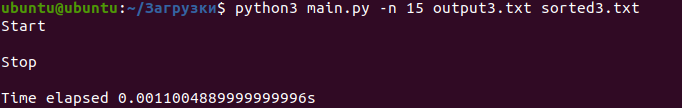 ubuntu@ubuntu:~/Загрузки$ python3 main.py -n 15 output3.txt sorted3.txt
Start
Stop
Time elapsed 0.0011004889999999996s